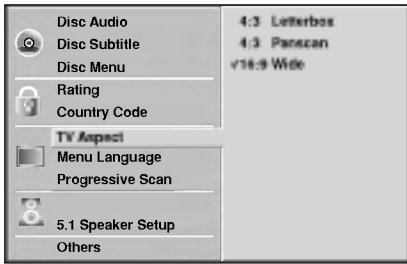 Disc Audio
Disc Subtitle
Disc Menu
Rating
Country Code
TV Aspect
Menu Language
Progressive Scan
5.1 Speaker Setup
Others
4:3 Letterbox
4:3 Panscan
√16:9 Wide